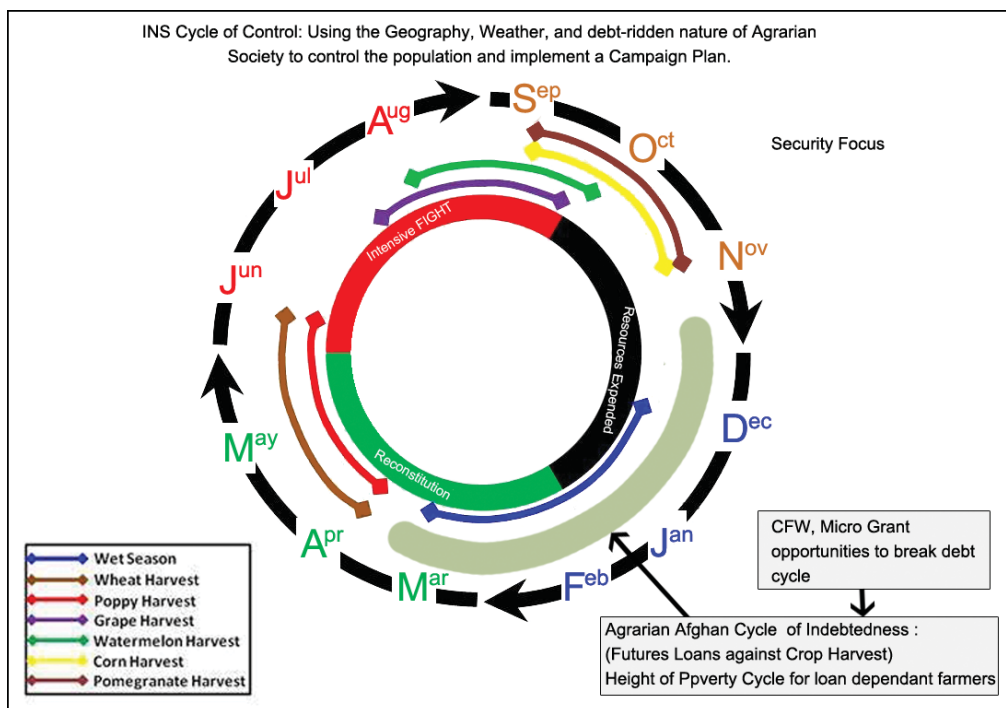 INS Cycle of Control: Using the Geography, Weather, and debt-ridden nature of Agrarian
Society to control the population and implement a Campaign Plan.
Security Focus
Sep
Oct
Nov
Dec
Jan
Feb
Mar
Apr
May
Jun
Jul
Aug
Intensive FIGHT
Resources Expended
Reconstitution
Wet Season
Wheat Harvest
Poppy Harvest
Grape Harvest
Watermelon Harvest
Corn Harvest
Pomegranate Harvest
CFW, Micro Grant
opportunities to break debt
cycle
Agrarian Afghan Cycle of Indebtedness :
(Futures Loans against Crop Harvest)
Height of Ppverty Cycle for loan dependant farmers